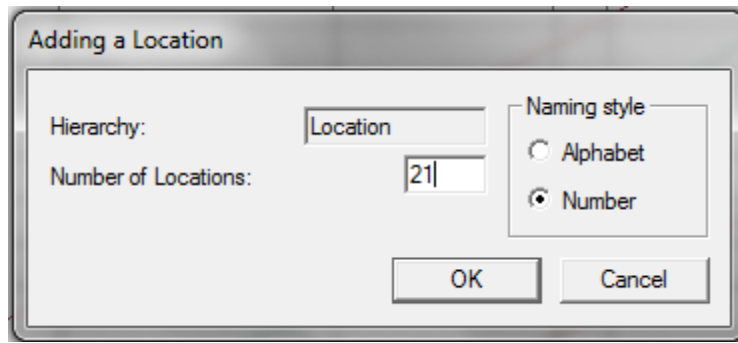 Adding a Location
Hierarchy:
Location
Number of Locations:
21
Naming style
Alphabet
Number
OK
Cancel